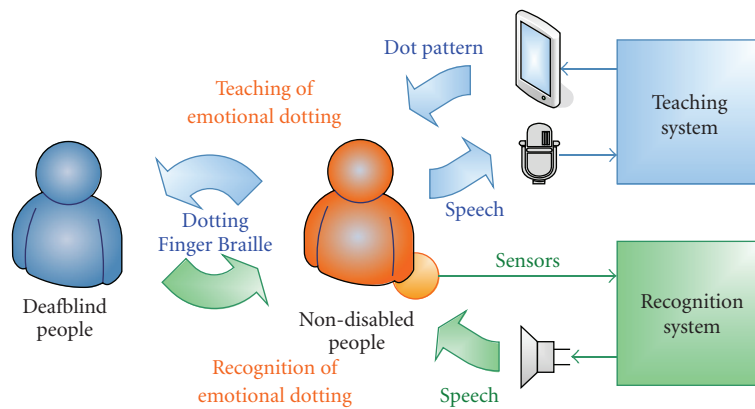 Dot pattern
Teaching of
emotional dotting
Teaching
system
Speech
Dotting
Finger Braille
Sensors
Deafblind
people
Non-disabled
people
Recognition
system
Recognition of
emotional dotting
Speech